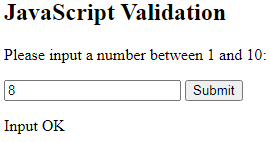 JavaScript Validation
Please input a number between 1 and 10:
8 Submit
Input OK